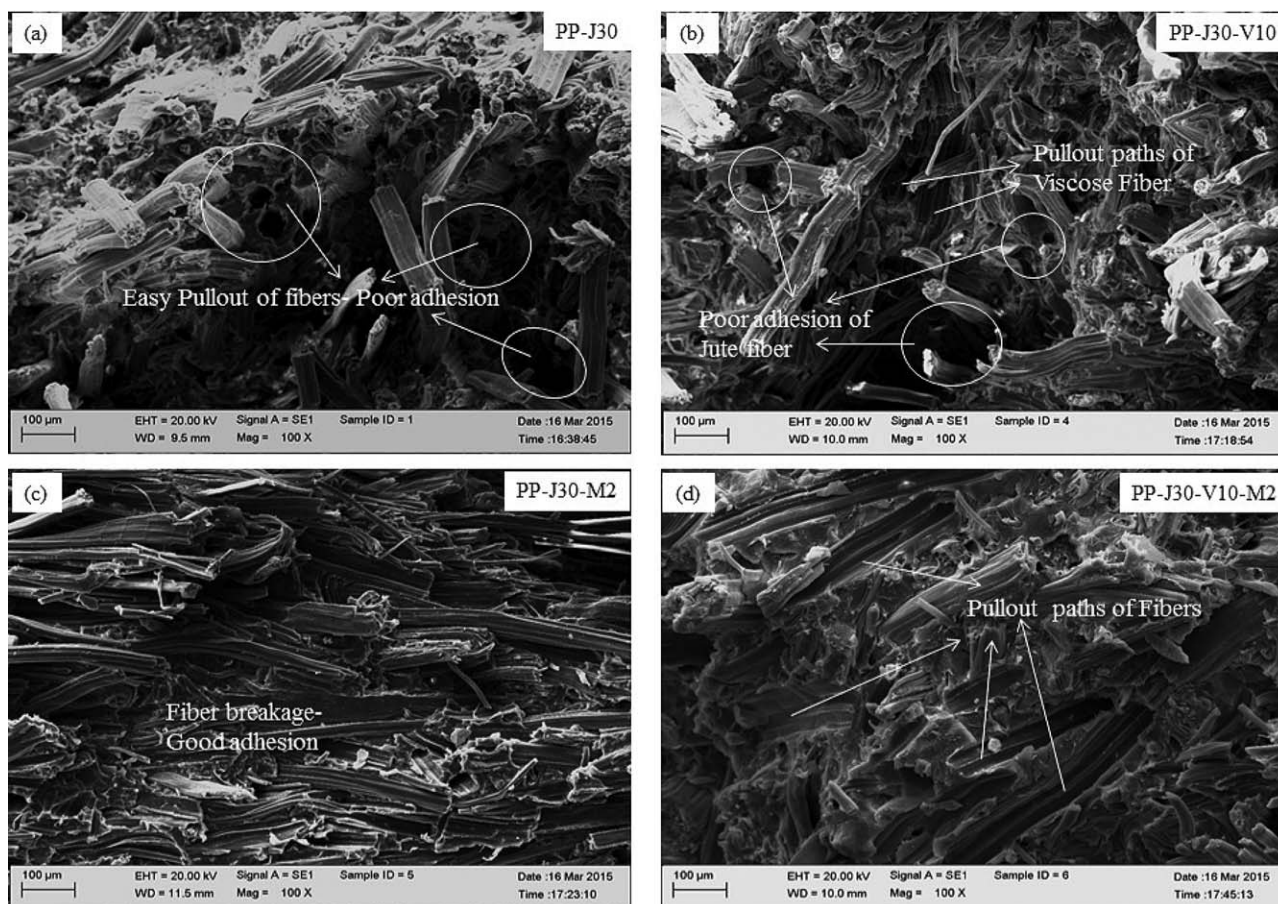 (a)
PP-J30
Easy Pullout of fibers- Poor adhesion
100 µm
EHT = 20.00 kV Signal A = SE1 Sample ID = 1 Date :16 Mar 2015
WD = 9.5 mm Mag = 100 X Time :16:38:45
(b)
PP-J30-V10
Pullout paths of
Viscose Fiber
Poor adhesion of
Jute fiber
100 µm
EHT = 20.00 kV Signal A = SE1 Sample ID = 4 Date :16 Mar 2015
WD = 10.0 mm Mag = 100 X Time :17:18:54
(c)
PP-J30-M2
Fiber breakage-
Good adhesion
100 µm
EHT = 20.00 kV Signal A = SE1 Sample ID = 5 Date :16 Mar 2015
WD = 11.5 mm Mag = 100 X Time :17:23:10
(d)
PP-J30-V10-M2
Pullout paths of Fibers
100 µm
EHT = 20.00 kV Signal A = SE1 Sample ID = 6 Date :16 Mar 2015
WD = 10.0 mm Mag = 100 X Time :17:45:13